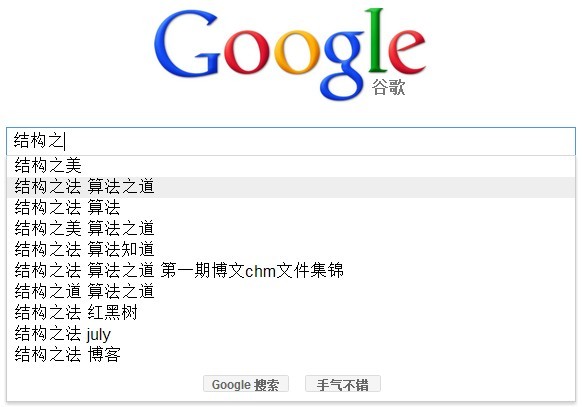 Google
谷歌
结构之
结构之美
结构之法 算法之道
结构之法 算法
结构之美 算法之道
结构之法 算法知道
结构之法 算法之道 第一期博文chm文件集锦
结构之道 算法之道
结构之法 红黑树
结构之法 july
结构之法 博客
Google 搜索 手气不错